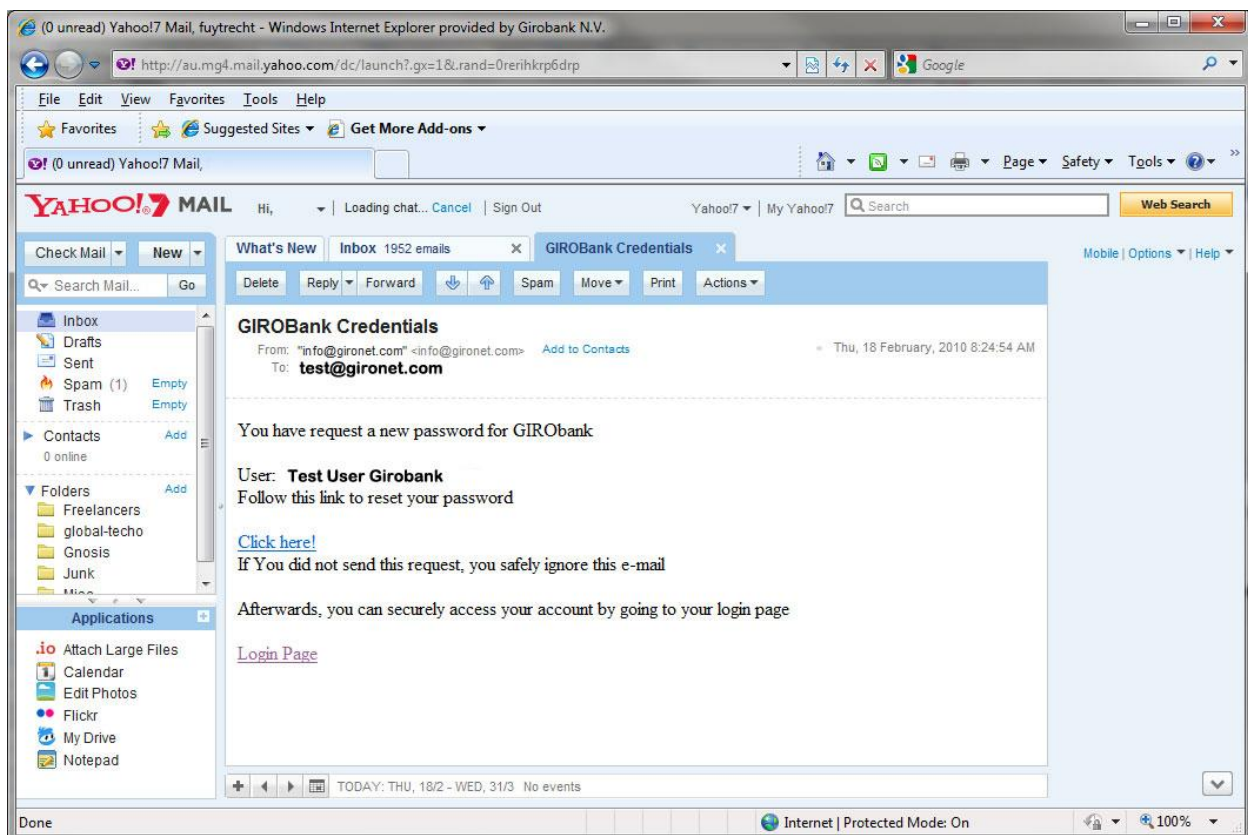 (0 unread) Yahoo!7 Mail, fuytrecht - Windows Internet Explorer provided by Girobank N.V.
http://au.mg4.mail.yahoo.com/dc/launch?.gx=1&.rand=0rerihkrp6drp
Google
File Edit View Favorites Tools Help
Favorites Suggested Sites Get More Add-ons
(0 unread) Yahoo!7 Mail,
Page Safety Tools
YAHOO!7 MAIL Hi, Loading chat... Cancel | Sign Out Yahoo!7 | My Yahoo!7 Search Web Search
Check Mail New
What's New Inbox 1952 emails GIROBank Credentials
Mobile | Options | Help
Search Mail... Go
Delete Reply Forward Spam Move Print Actions
Inbox
Drafts
Sent
Spam (1) Empty
Trash Empty
Contacts Add
0 online
Folders Add
Freelancers
global-techo
Gnosis
Junk
Applications
.io Attach Large Files
Calendar
Edit Photos
Flickr
My Drive
Notepad
GIROBank Credentials
From: "info@gironet.com" <info@gironet.com> Add to Contacts
Thu, 18 February, 2010 8:24:54 AM
To: test@gironet.com
You have request a new password for GIRObank
User: Test User Girobank
Follow this link to reset your password
Click here!
If You did not send this request, you safely ignore this e-mail
Afterwards, you can securely access your account by going to your login page
Login Page
TODAY: THU, 18/2 - WED, 31/3 No events
Done
Internet | Protected Mode: On
100%